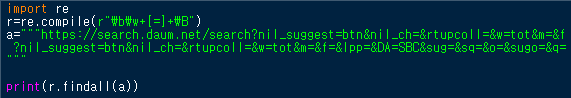 import re
r=re.compile(r"₩b₩w+[=]+₩B")
a="""https://search.daum.net/search?nil_suggest=btn&nil_ch=&rtupcoll=&w=tot&m=&f
?nil_suggest=btn&nil_ch=&rtupcoll=&w=tot&m=&f=&lpp=&DA=SBC&sug=&sq=&o=&sugo=&q=
"""
print(r.findall(a))